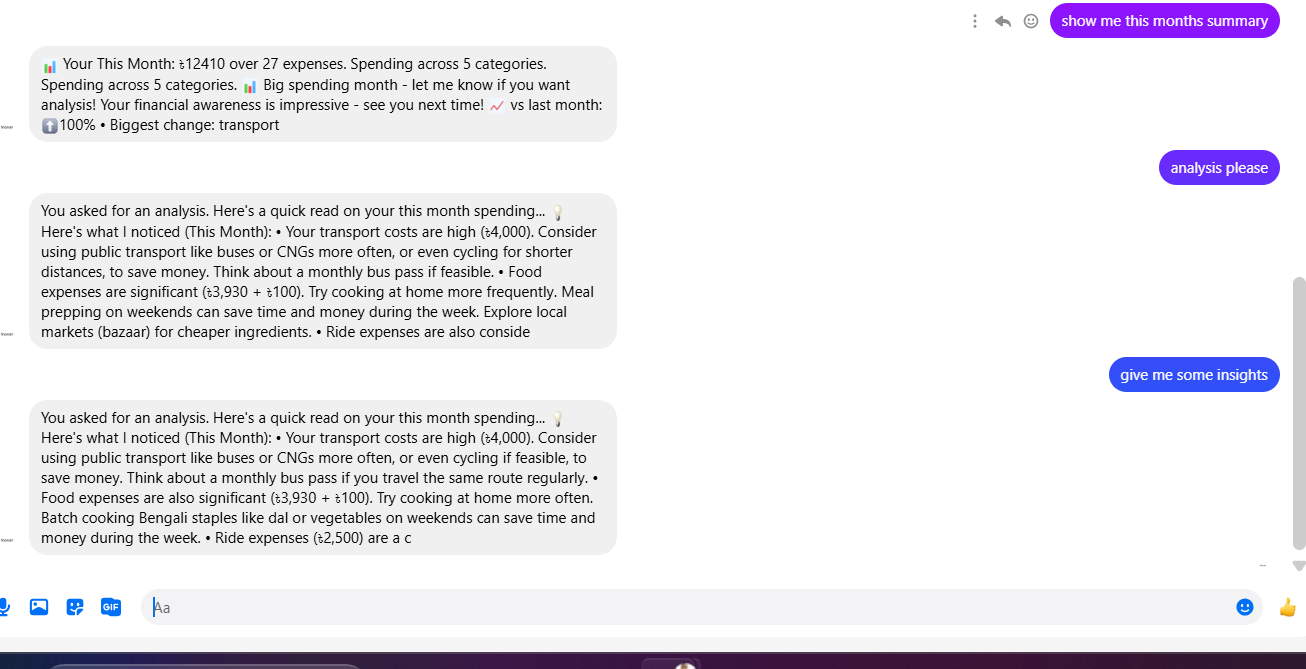 show me this months summary
📊 Your This Month: ৳12410 over 27 expenses. Spending across 5 categories.
Spending across 5 categories. 📊 Big spending month - let me know if you want
analysis! Your financial awareness is impressive - see you next time! 📈 vs last month:
⬆️100% • Biggest change: transport
analysis please
You asked for an analysis. Here's a quick read on your this month spending... 💡
Here's what I noticed (This Month): • Your transport costs are high (৳4,000). Consider
using public transport like buses or CNGs more often, or even cycling for shorter
distances, to save money. Think about a monthly bus pass if feasible. • Food
expenses are significant (৳3,930 + ৳100). Try cooking at home more frequently. Meal
prepping on weekends can save time and money during the week. Explore local
markets (bazaar) for cheaper ingredients. • Ride expenses are also conside
give me some insights
You asked for an analysis. Here's a quick read on your this month spending... 💡
Here's what I noticed (This Month): • Your transport costs are high (৳4,000). Consider
using public transport like buses or CNGs more often, or even cycling if feasible, to
save money. Think about a monthly bus pass if you travel the same route regularly. •
Food expenses are also significant (৳3,930 + ৳100). Try cooking at home more often.
Batch cooking Bengali staples like dal or vegetables on weekends can save time and
money during the week. • Ride expenses (৳2,500) are a c
GIF
Aa